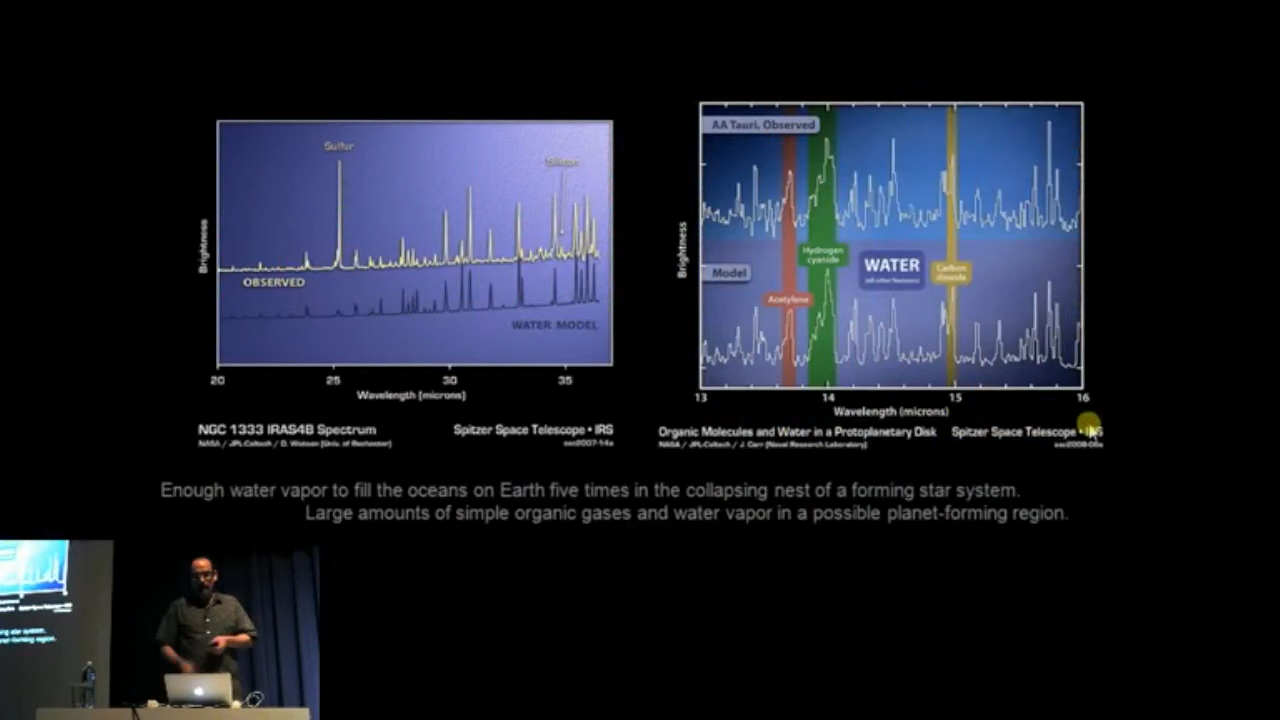 Sulfur
Silicon
Brightness
OBSERVED
WATER MODEL
20 25 30 35
Wavelength (microns)
NGC 1333 IRAS4B Spectrum
Spitzer Space Telescope • IRS
NASA / JPL-Caltech / D. Watson (Univ. of Rochester)
ssc2007-14a
AA Tauri, Observed
Brightness
Hydrogen
cyanide
WATER
(all other features)
Carbon
dioxide
Model
Acetylene
13 14 15 16
Wavelength (microns)
Organic Molecules and Water in a Protoplanetary Disk
Spitzer Space Telescope • IRS
NASA / JPL-Caltech / J. Carr (Naval Research Laboratory)
Enough water vapor to fill the oceans on Earth five times in the collapsing nest of a forming star system.
Large amounts of simple organic gases and water vapor in a possible planet-forming region.